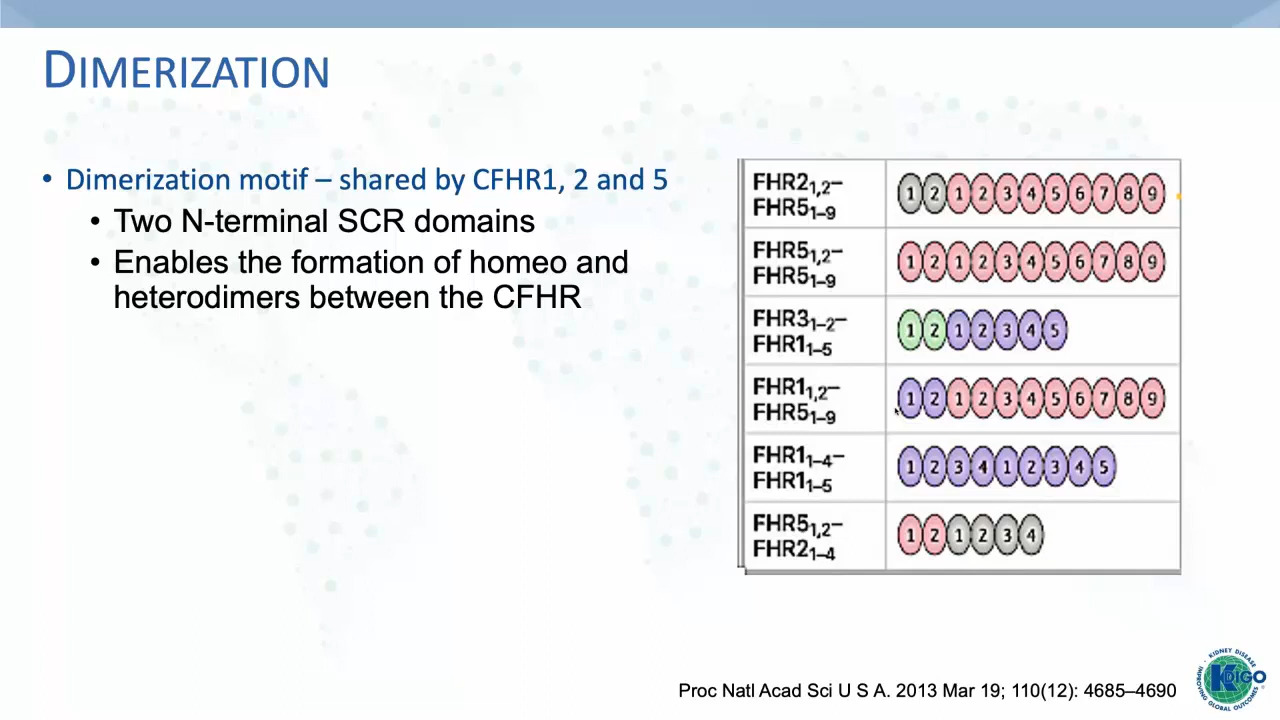 DIMERIZATION
• Dimerization motif – shared by CFHR1, 2 and 5
• Two N-terminal SCR domains
• Enables the formation of homeo and
heterodimers between the CFHR
FHR21,2–
FHR51–9
1 2 1 2 3 4 5 6 7 8 9
FHR51,2–
FHR51–9
1 2 1 2 3 4 5 6 7 8 9
FHR31–2–
FHR11–5
1 2 1 2 3 4 5
FHR11,2–
FHR51–9
1 2 1 2 3 4 5 6 7 8 9
FHR11–4–
FHR11–5
1 2 3 4 1 2 3 4 5
FHR51,2–
FHR21–4
1 2 1 2 3 4
Proc Natl Acad Sci U S A. 2013 Mar 19; 110(12): 4685–4690
KIDNEY DISEASE
KDIGO
IMPROVING GLOBAL OUTCOMES